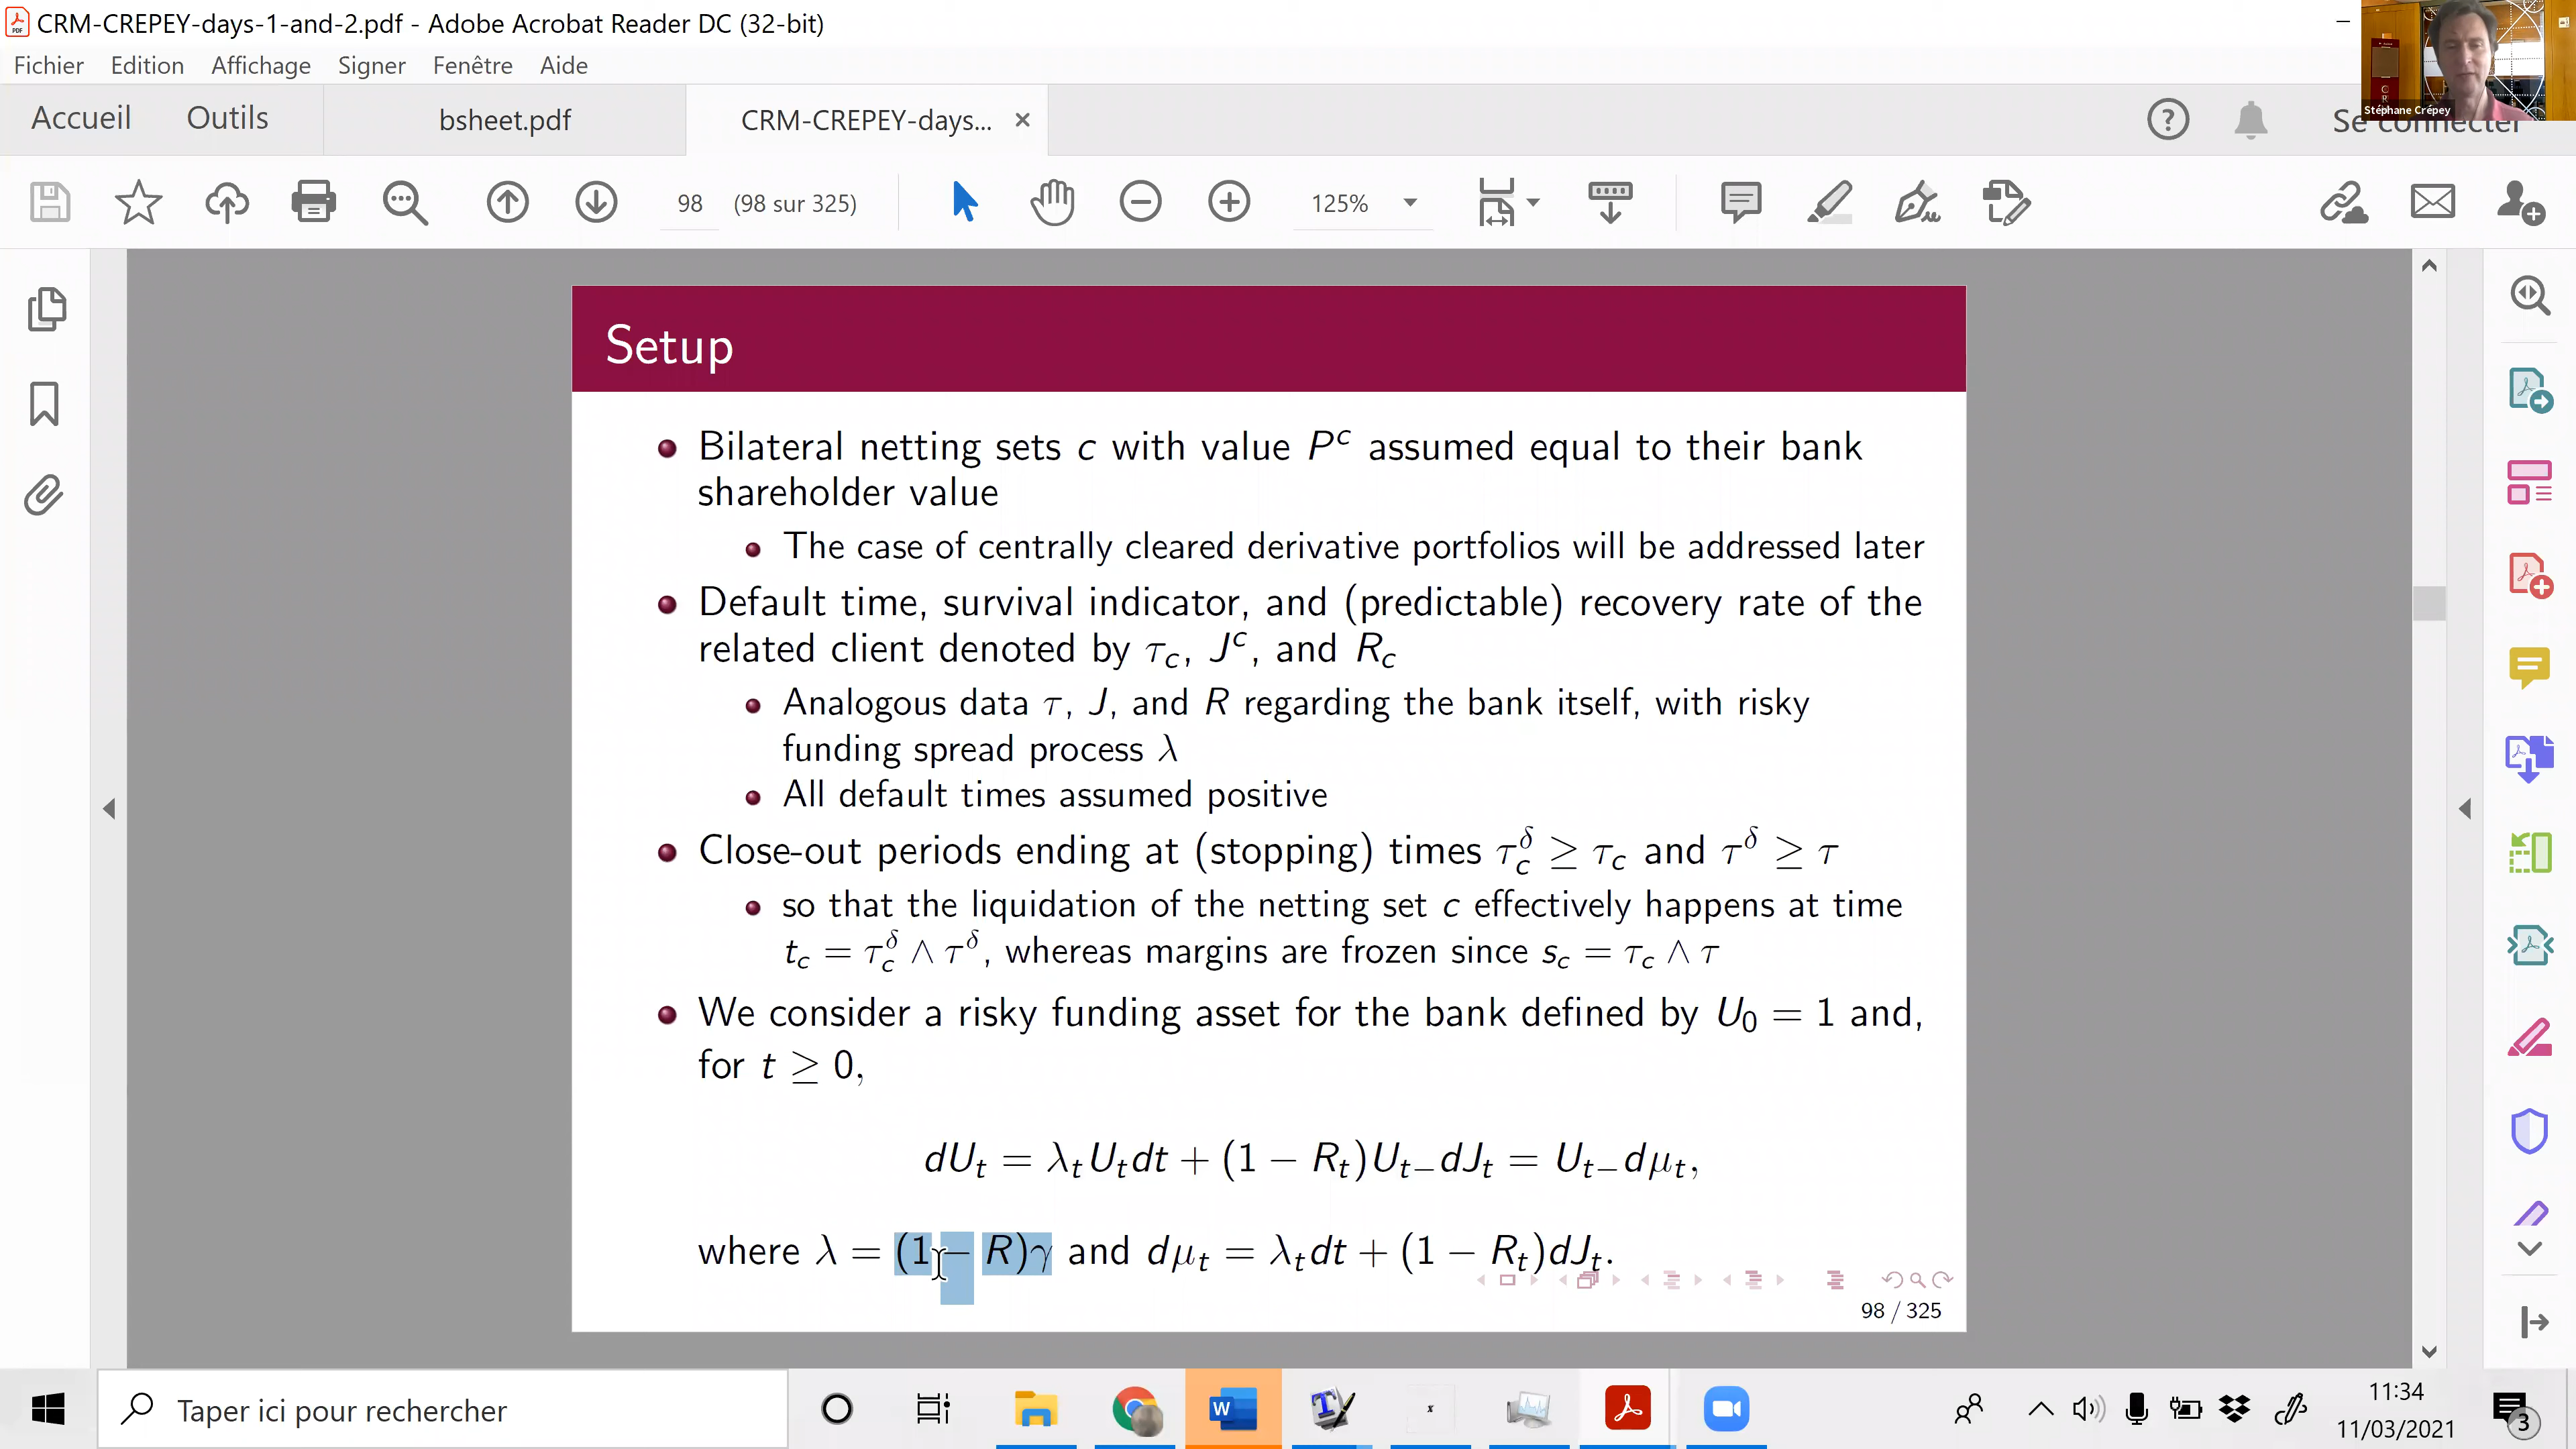 CRM-CREPEY-days-1-and-2.pdf - Adobe Acrobat Reader DC (32-bit)
Fichier Edition Affichage Signer Fenêtre Aide
Accueil Outils bsheet.pdf CRM-CREPEY-days... ×
Se connecter
Stéphane Crépey
98 (98 sur 325) 125%
Setup
Bilateral netting sets c with value P^c assumed equal to their bank
shareholder value
The case of centrally cleared derivative portfolios will be addressed later
Default time, survival indicator, and (predictable) recovery rate of the
related client denoted by τ_c, J^c, and R_c
Analogous data τ, J, and R regarding the bank itself, with risky
funding spread process λ
All default times assumed positive
Close-out periods ending at (stopping) times τ_c^δ ≥ τ_c and τ^δ ≥ τ
so that the liquidation of the netting set c effectively happens at time
t_c = τ_c^δ ∧ τ^δ, whereas margins are frozen since s_c = τ_c ∧ τ
We consider a risky funding asset for the bank defined by U_0 = 1 and,
for t ≥ 0,
dU_t = λ_t U_t dt + (1 − R_t)U_{t−}dJ_t = U_{t−}dμ_t,
where λ = (1 − R)γ and dμ_t = λ_t dt + (1 − R_t)dJ_t.
98 / 325
Taper ici pour rechercher
11:34
11/03/2021
3